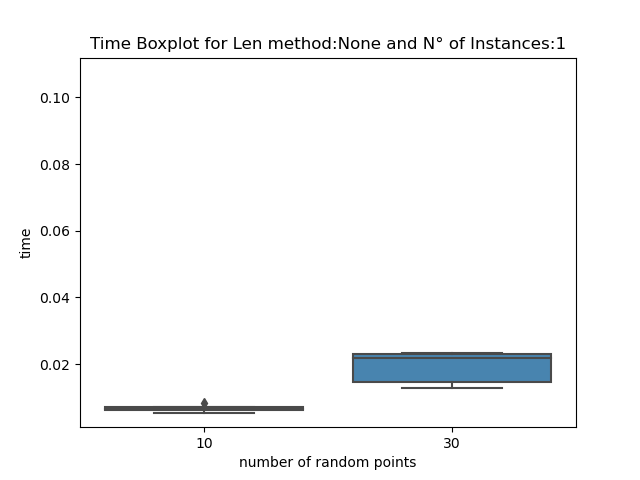 Time Boxplot for Len method:None and N° of Instances:1
0.10
0.08
0.06
0.04
0.02
time
10
30
number of random points